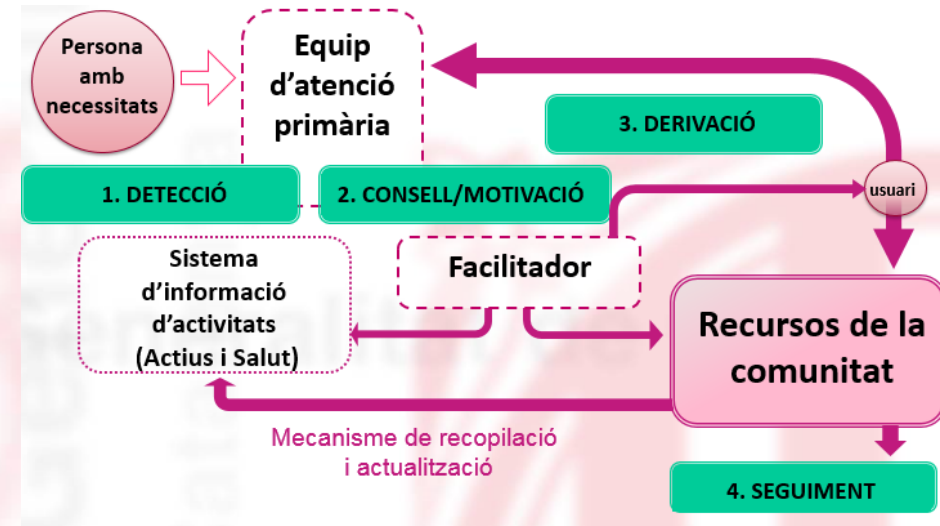 Persona
amb
necessitats
Equip
d'atenció
primària
3. DERIVACIÓ
usuari
1. DETECCIÓ
2. CONSELL/MOTIVACIÓ
Sistema
d'informació
d'activitats
(Actius i Salut)
Facilitador
Recursos de la
comunitat
Mecanisme de recopilació
i actualització
4. SEGUIMENT